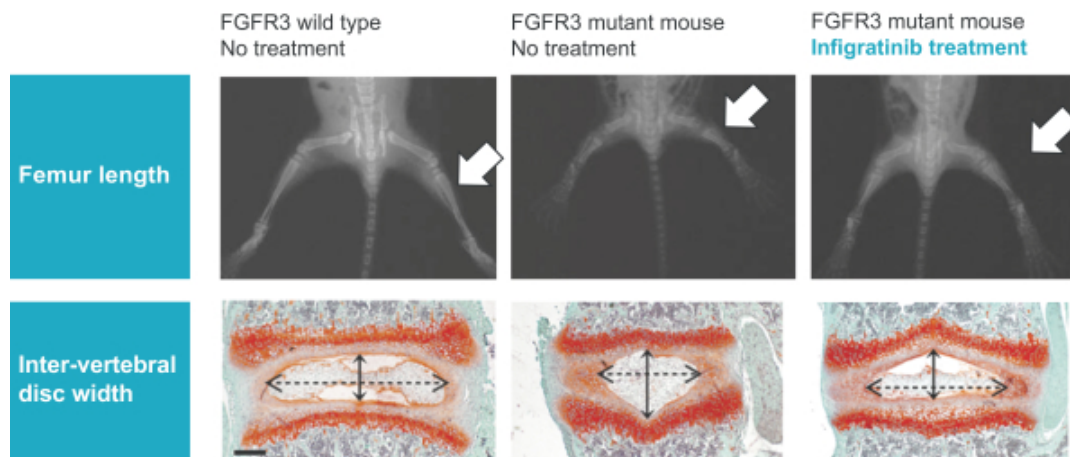 FGFR3 wild type
No treatment
FGFR3 mutant mouse
No treatment
FGFR3 mutant mouse
Infigratinib treatment
Femur length
Inter-vertebral
disc width